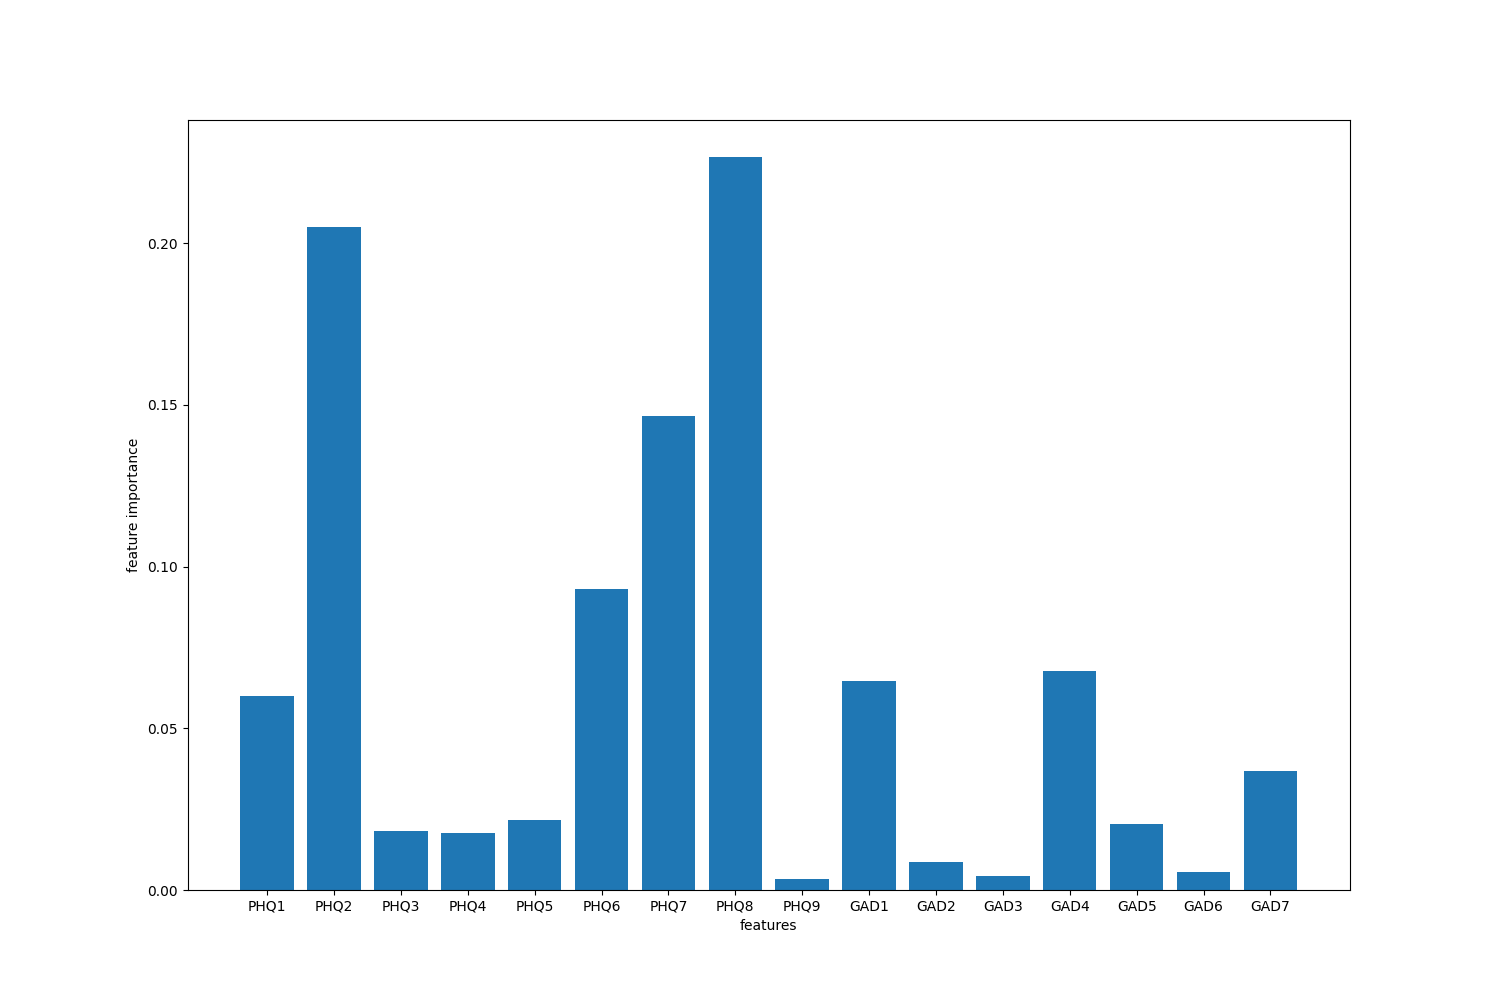 feature importance
0.20
0.15
0.10
0.05
0.00
PHQ1 PHQ2 PHQ3 PHQ4 PHQ5 PHQ6 PHQ7 PHQ8 PHQ9 GAD1 GAD2 GAD3 GAD4 GAD5 GAD6 GAD7
features